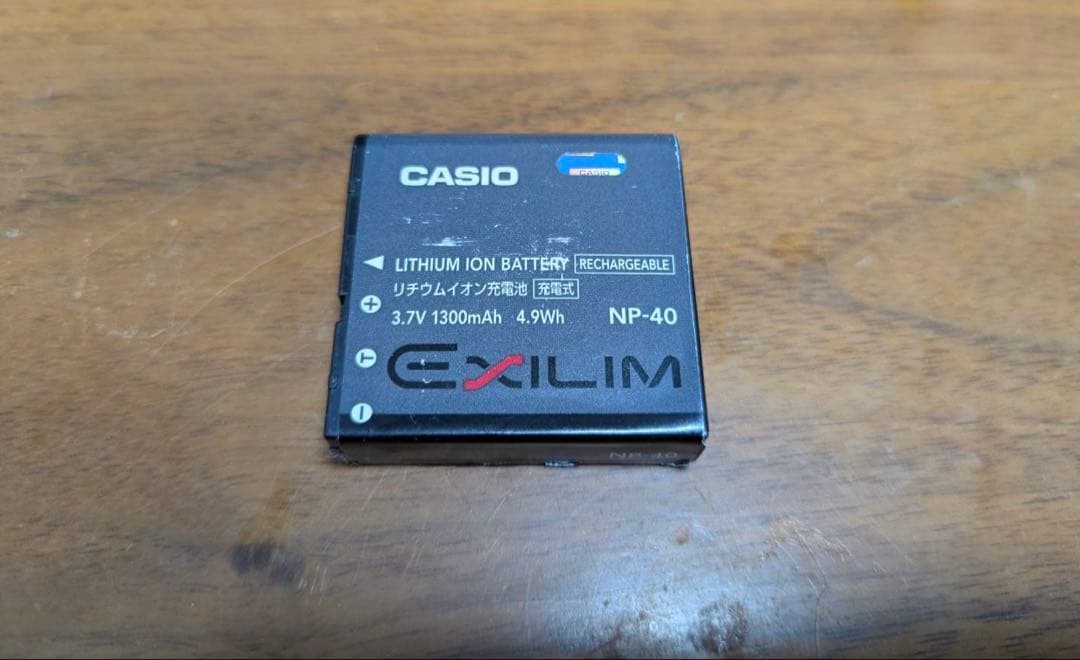 CASIO
CASIO
LITHIUM ION BATTERY RECHARGEABLE
リチウムイオン充電池 充電式
+
3.7V 1300mAh 4.9Wh NP-40
T
EXILIM
−
NP-40